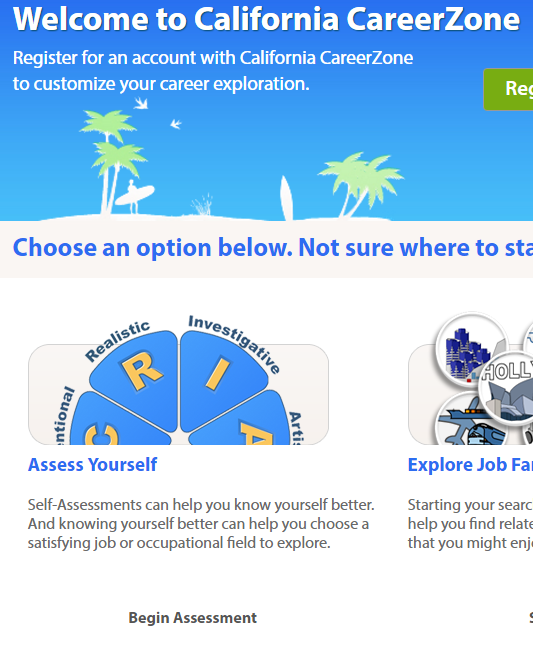 Welcome to California CareerZone
Register for an account with California CareerZone
to customize your career exploration.
Reg
Choose an option below. Not sure where to sta
Realistic
Investigative
entional
Artis
R
I
C
A
HOLLY
Assess Yourself
Explore Job Fa
Self-Assessments can help you know yourself better.
And knowing yourself better can help you choose a
satisfying job or occupational field to explore.
Starting your searc
help you find relate
that you might enj
Begin Assessment
S